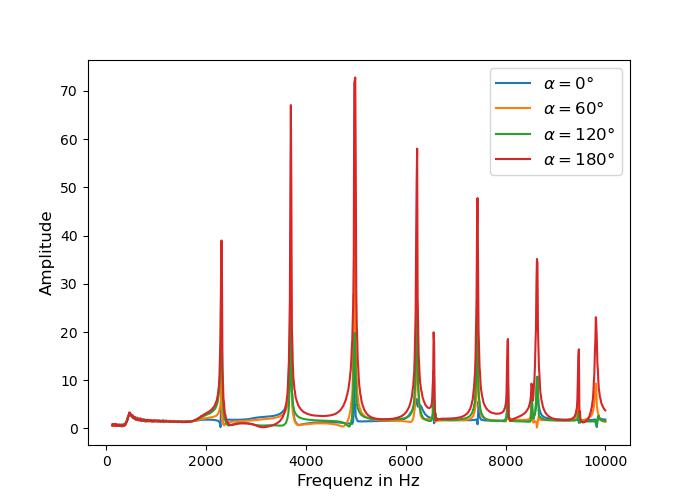 α = 0°
α = 60°
α = 120°
α = 180°
70
60
50
40
30
20
10
0
Amplitude
0 2000 4000 6000 8000 10000
Frequenz in Hz